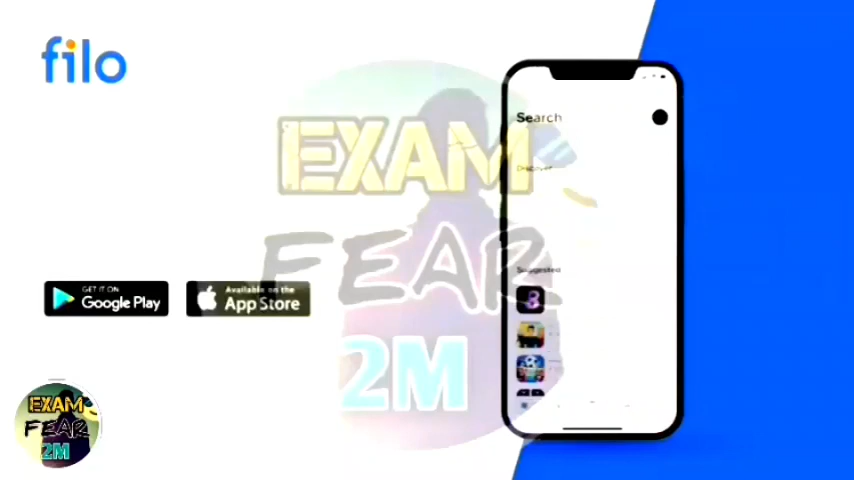 filo
EXAM
FEAR
2M
Search
Discover
Suggested
GET IT ON
Google Play
Available on the
App Store
EXAM
FEAR
2M